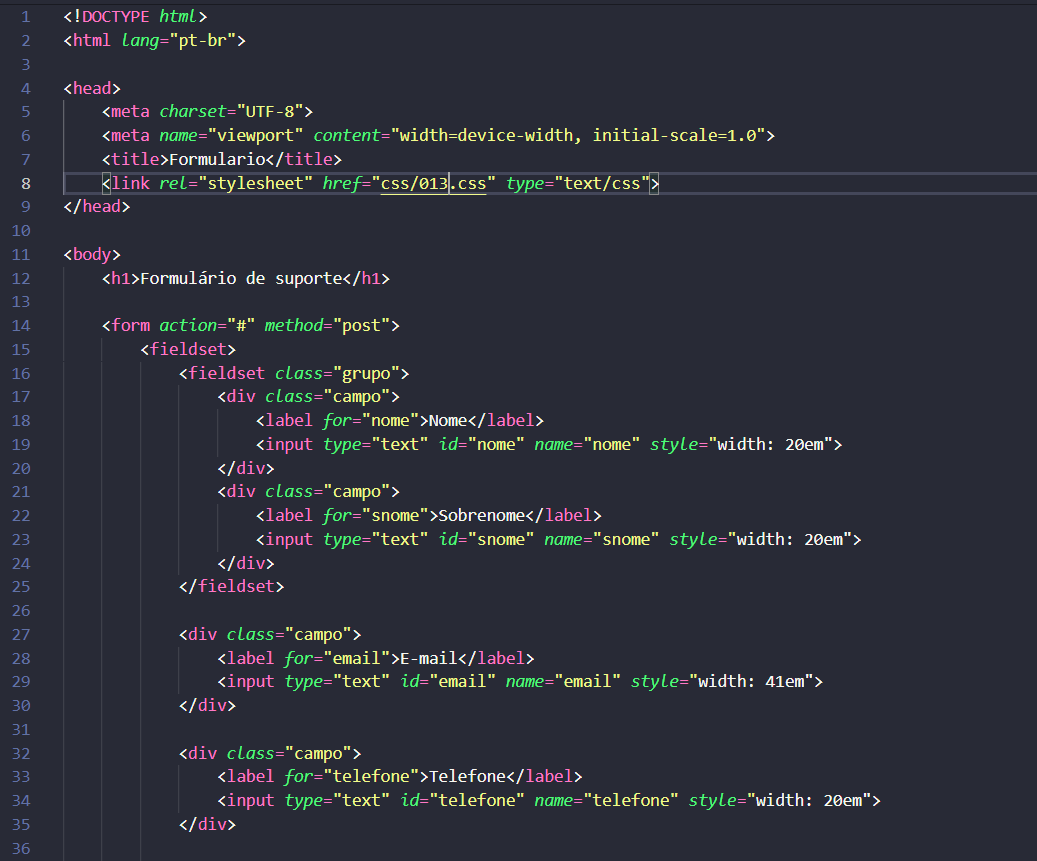 1 <!DOCTYPE html>
2 <html lang="pt-br">
3
4 <head>
5 <meta charset="UTF-8">
6 <meta name="viewport" content="width=device-width, initial-scale=1.0">
7 <title>Formulario</title>
8 <link rel="stylesheet" href="css/013.css" type="text/css">
9 </head>
10
11 <body>
12 <h1>Formulário de suporte</h1>
13
14 <form action="#" method="post">
15 <fieldset>
16 <fieldset class="grupo">
17 <div class="campo">
18 <label for="nome">Nome</label>
19 <input type="text" id="nome" name="nome" style="width: 20em">
20 </div>
21 <div class="campo">
22 <label for="snome">Sobrenome</label>
23 <input type="text" id="snome" name="snome" style="width: 20em">
24 </div>
25 </fieldset>
26
27 <div class="campo">
28 <label for="email">E-mail</label>
29 <input type="text" id="email" name="email" style="width: 41em">
30 </div>
31
32 <div class="campo">
33 <label for="telefone">Telefone</label>
34 <input type="text" id="telefone" name="telefone" style="width: 20em">
35 </div>
36